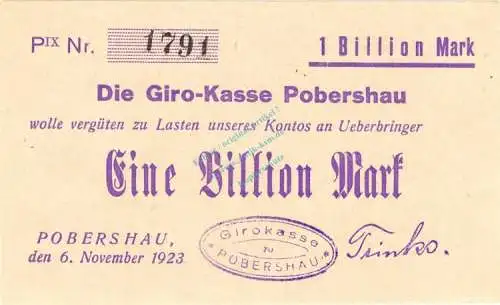 PIX Nr. 1791
1 Billion Mark
Die Giro-Kasse Pobershau
wolle vergüten zu Lasten unseres Kontos an Ueberbringer
Eine Billion Mark
POBERSHAU,
den 6. November 1923
Girokasse
zu
POBERSHAU
Trinks.